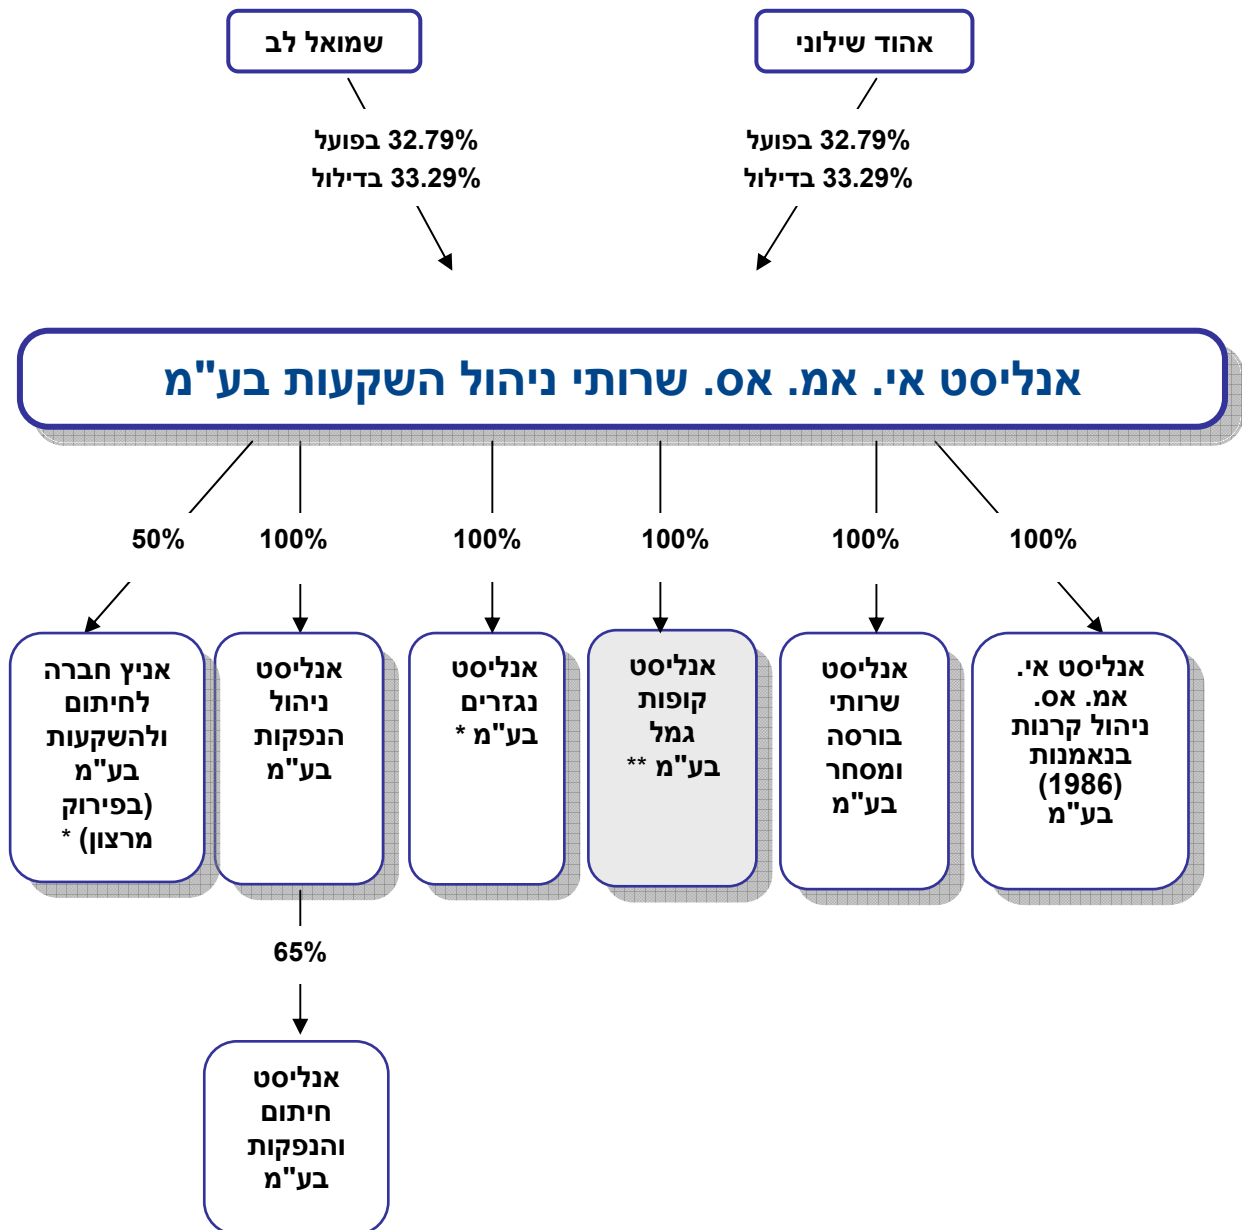 אהוד שילוני
שמואל לב
32.79% בפועל
33.29% בדילול
32.79% בפועל
33.29% בדילול
אנליסט אי. אמ. אס. שרותי ניהול השקעות בע"מ
100%
100%
100%
100%
100%
50%
אנליסט אי.
אמ. אס.
ניהול קרנות
בנאמנות
(1986)
בע"מ
אנליסט
שרותי
בורסה
ומסחר
בע"מ
אנליסט
קופות
גמל
בע"מ **
אנליסט
נגזרים
בע"מ *
אנליסט
ניהול
הנפקות
בע"מ
אניץ חברה
לחיתום
ולהשקעות
בע"מ
(בפירוק
מרצון) *
65%
אנליסט
חיתום
והנפקות
בע"מ